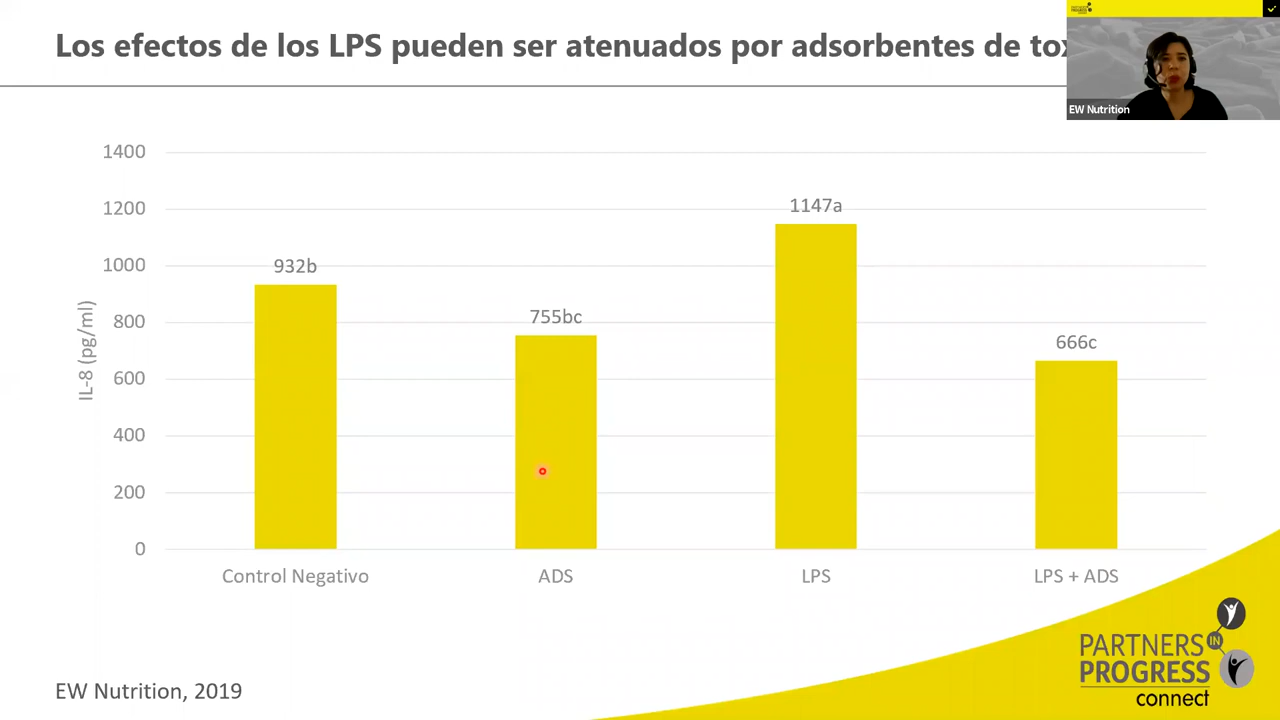 Los efectos de los LPS pueden ser atenuados por adsorbentes de
EW Nutrition
1400
1200
1000
800
600
400
200
0
IL-8 (pg/ml)
932b
755bc
1147a
666c
Control Negativo
ADS
LPS
LPS + ADS
EW Nutrition, 2019
PARTNERS
IN
PROGRESS
connect